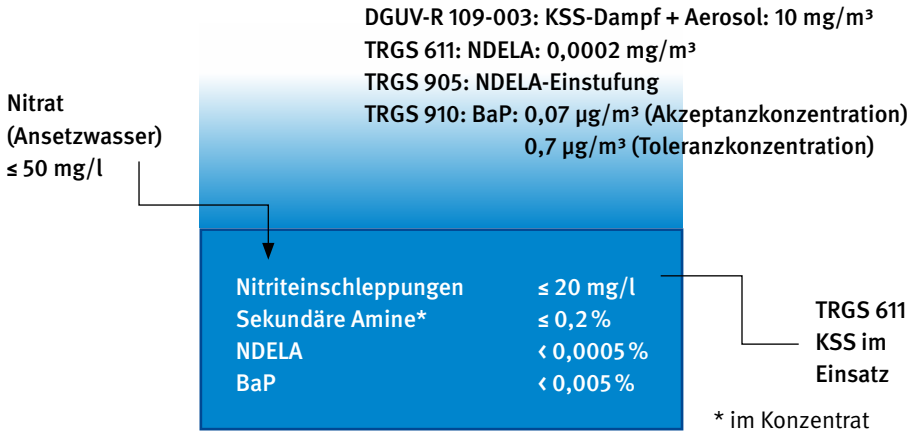 DGUV-R 109-003: KSS-Dampf + Aerosol: 10 mg/m³
TRGS 611: NDELA: 0,0002 mg/m³
TRGS 905: NDELA-Einstufung
TRGS 910: BaP: 0,07 µg/m³ (Akzeptanzkonzentration)
0,7 µg/m³ (Toleranzkonzentration)
Nitrat
(Ansetzwasser)
≤ 50 mg/l
Nitriteinschleppungen ≤ 20 mg/l
Sekundäre Amine* ≤ 0,2 %
NDELA < 0,0005 %
BaP < 0,005 %
TRGS 611
KSS im
Einsatz
* im Konzentrat